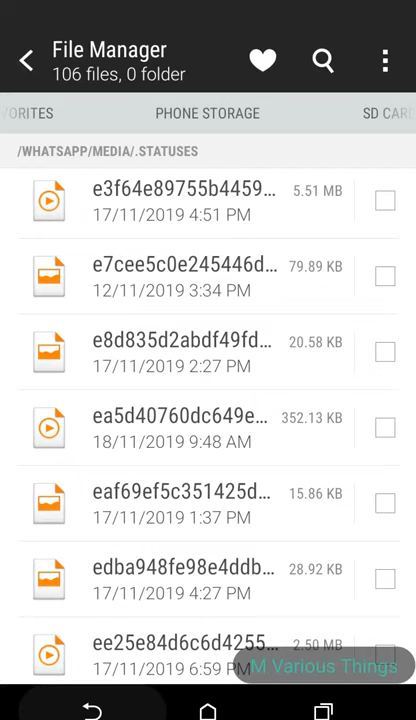 File Manager
106 files, 0 folder
VORITES PHONE STORAGE SD CARD
/WHATSAPP/MEDIA/.STATUSES
e3f64e89755b4459... 5.51 MB
17/11/2019 4:51 PM
e7cee5c0e245446d... 79.89 KB
12/11/2019 3:34 PM
e8d835d2abdf49fd... 20.58 KB
17/11/2019 2:27 PM
ea5d40760dc649e... 352.13 KB
18/11/2019 9:48 AM
eaf69ef5c351425d... 15.86 KB
17/11/2019 1:37 PM
edba948fe98e4ddb... 28.92 KB
17/11/2019 4:27 PM
ee25e84d6c6d4255... 2.50 MB
17/11/2019 6:59 PM
M Various Things